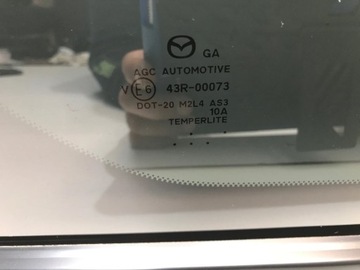 GA
AGC AUTOMOTIVE
V E6 43R-00073
DOT-20 M2L4 AS3
10A
TEMPERLITE